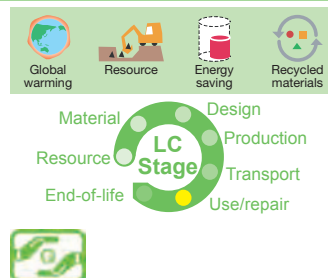 Global warming
Resource
Energy saving
Recycled materials
Design
Material
Production
LC Stage
Resource
Transport
End-of-life
Use/repair